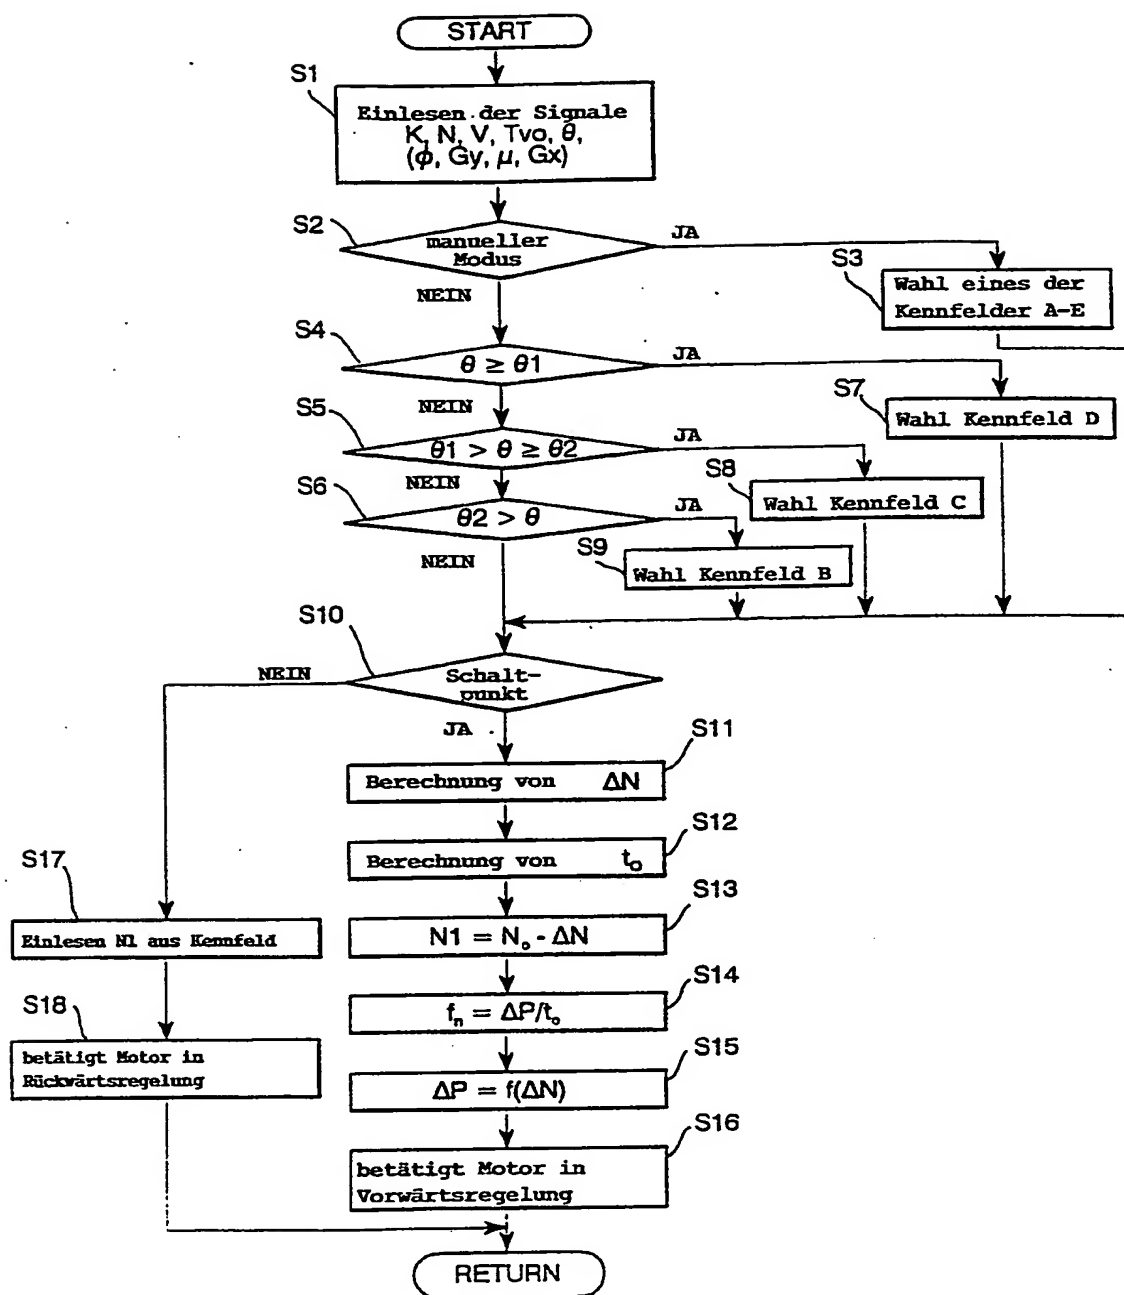 START
S1
Einlesen der Signale
K, N, V, Tvo, θ,
(ϕ, Gy, μ, Gx)
S2
manueller
Modus
JA
NEIN
S3
Wahl eines der
Kennfelder A-E
S4
θ ≥ θ1
JA
NEIN
S7
Wahl Kennfeld D
S5
θ1 > θ ≥ θ2
JA
NEIN
S8
Wahl Kennfeld C
S6
θ2 > θ
JA
NEIN
S9
Wahl Kennfeld B
S10
Schalt-
punkt
NEIN
JA
S11
Berechnung von ΔN
S12
Berechnung von t₀
S13
N1 = N₀ - ΔN
S14
fₙ = ΔP/t₀
S15
ΔP = f(ΔN)
S16
betätigt Motor in
Vorwärtsregelung
S17
Einlesen N1 aus Kennfeld
S18
betätigt Motor in
Rückwärtsregelung
RETURN